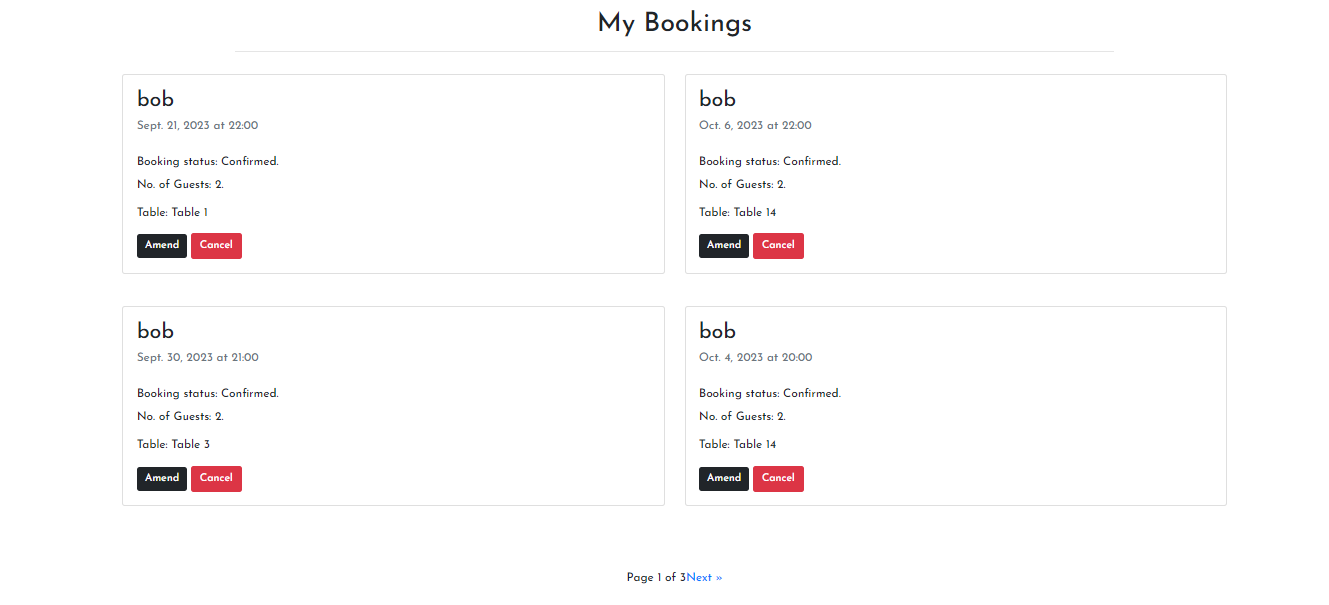 My Bookings
bob
Sept. 21, 2023 at 22:00
Booking status: Confirmed.
No. of Guests: 2.
Table: Table 1
Amend Cancel
bob
Oct. 6, 2023 at 22:00
Booking status: Confirmed.
No. of Guests: 2.
Table: Table 14
Amend Cancel
bob
Sept. 30, 2023 at 21:00
Booking status: Confirmed.
No. of Guests: 2.
Table: Table 3
Amend Cancel
bob
Oct. 4, 2023 at 20:00
Booking status: Confirmed.
No. of Guests: 2.
Table: Table 14
Amend Cancel
Page 1 of 3Next »